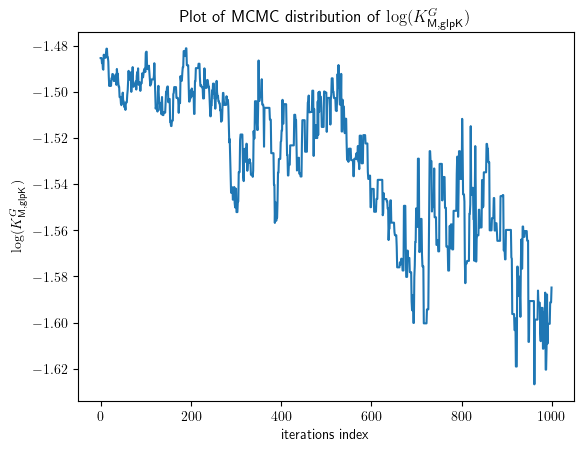 Plot of MCMC distribution of log(K^G_{M,glpK})
−1.48
−1.50
−1.52
−1.54
−1.56
−1.58
−1.60
−1.62
log(K^G_{M,glpK})
0 200 400 600 800 1000
iterations index